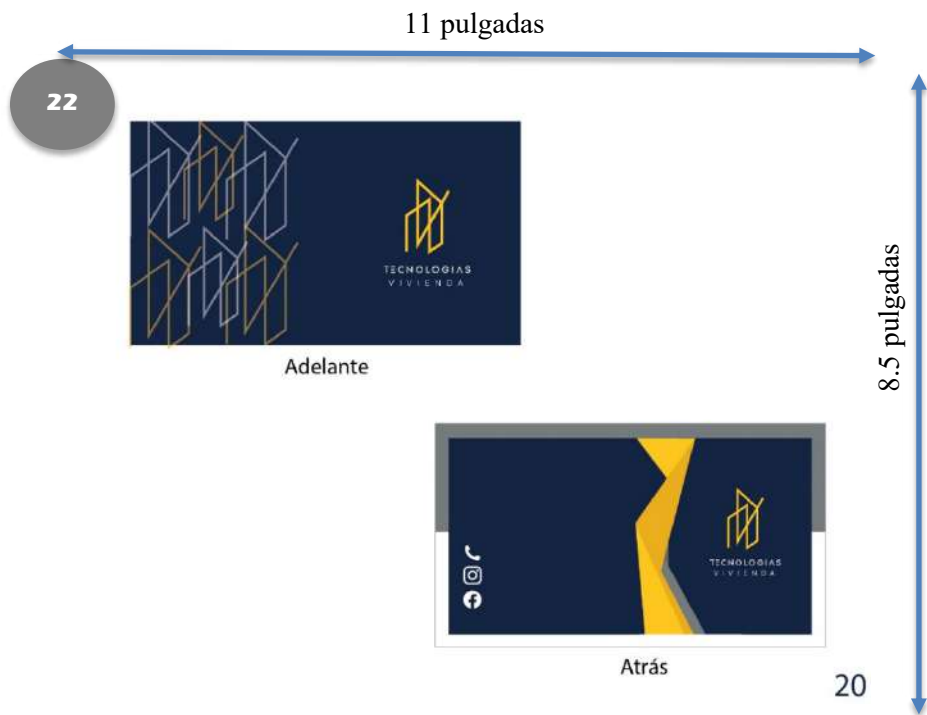 11 pulgadas
22
TECNOLOGIAS
VIVIENDA
Adelante
8.5 pulgadas
TECNOLOGIAS
VIVIENDA
Atrás
20